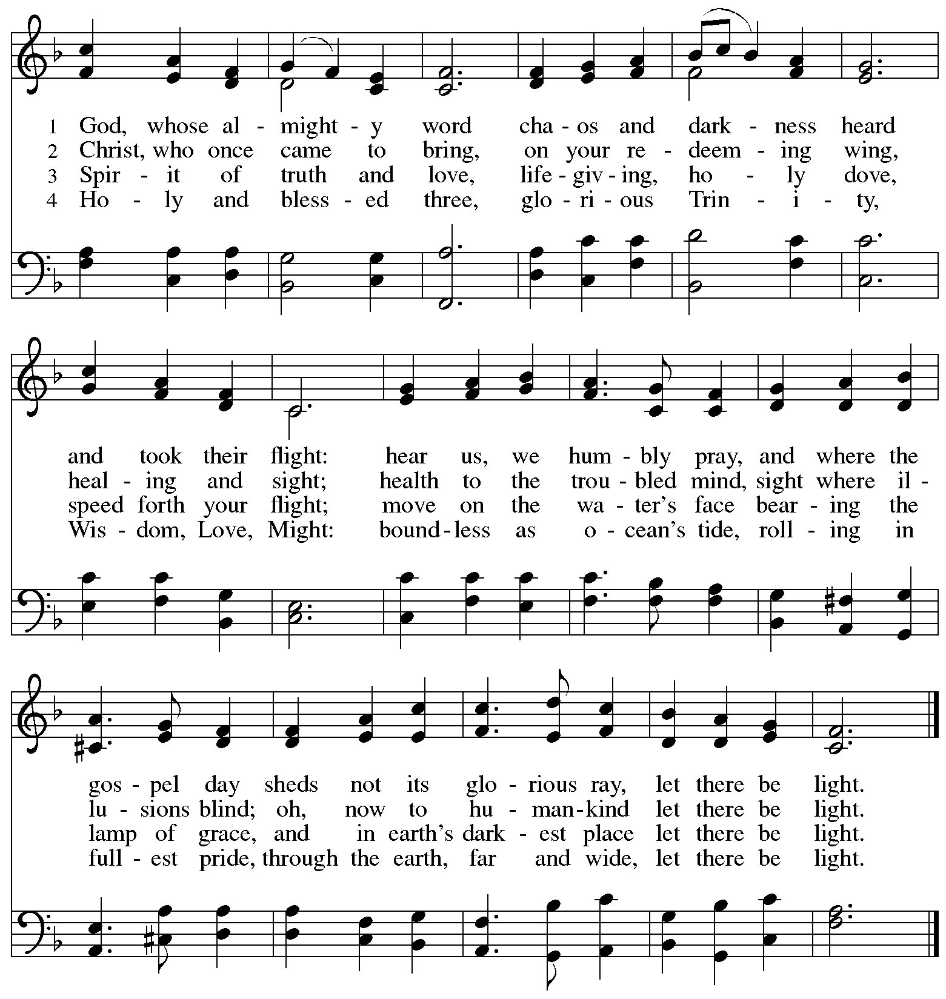 1 God, whose al - might - y word cha - os and dark - ness heard
2 Christ, who once came to bring, on your re - deem - ing wing,
3 Spir - it of truth and love, life - giv - ing, ho - ly dove,
4 Ho - ly and bless - ed three, glo - ri - ous Trin - i - ty,
and took their flight: hear us, we hum - bly pray, and where the
heal - ing and sight; health to the trou - bled mind, sight where il -
speed forth your flight; move on the wa - ter's face bear - ing the
Wis - dom, Love, Might: bound - less as o - cean's tide, roll - ing in
gos - pel day sheds not its glo - rious ray, let there be light.
lu - sions blind; oh, now to hu - man - kind let there be light.
lamp of grace, and in earth's dark - est place let there be light.
full - est pride, through the earth, far and wide, let there be light.